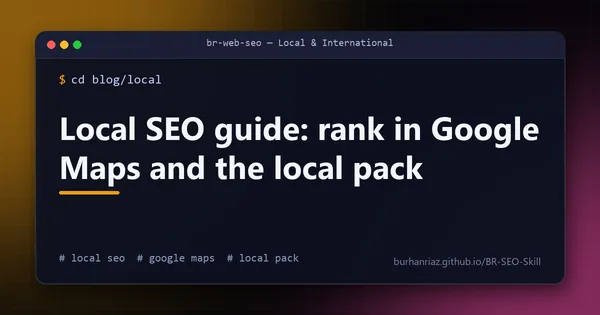 br-web-seo — Local & International
$ cd blog/local
Local SEO guide: rank in Google
Maps and the local pack
# local seo # google maps # local pack
burhanriaz.github.io/BR-SEO-Skill